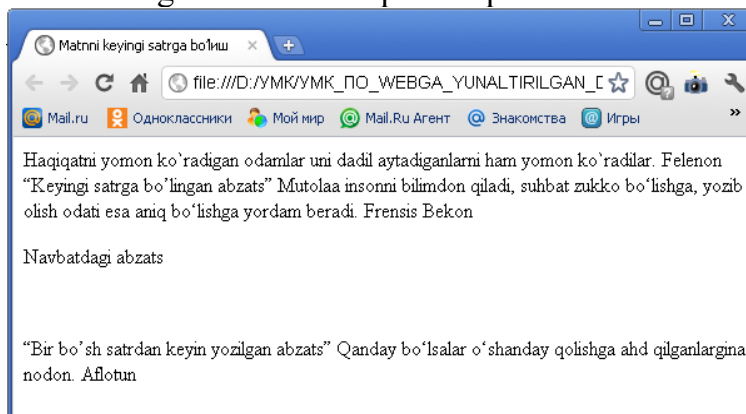 Matnni keyingi satrga bo'lиш
file:///D:/УМК/УМК_ПО_WEBGA_YUNALTIRILGAN_D
Mail.ru Одноклассники Мой мир Mail.Ru Агент Знакомства Игры »
Haqiqatni yomon ko`radigan odamlar uni dadil aytadiganlarni ham yomon ko`radilar. Felenon
“Keyingi satrga bo’lingan abzats” Mutolaa insonni bilimdon qiladi, suhbat zukko bo‘lishga, yozib
olish odati esa aniq bo‘lishga yordam beradi. Frensis Bekon
Navbatdagi abzats
“Bir bo’sh satrdan keyin yozilgan abzats” Qanday bo‘lsalar o‘shanday qolishga ahd qilganlargina
nodon. Aflotun